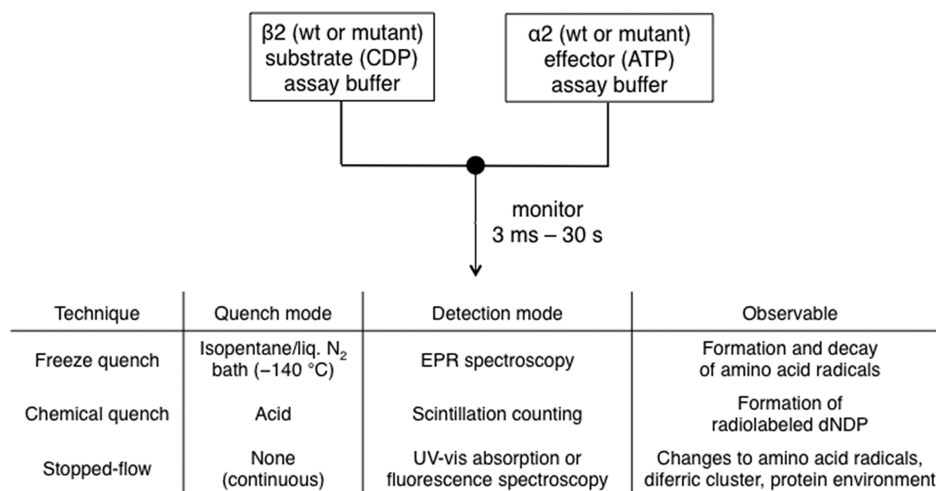 β2 (wt or mutant)
substrate (CDP)
assay buffer
α2 (wt or mutant)
effector (ATP)
assay buffer
monitor
3 ms – 30 s
Technique Quench mode Detection mode Observable
Freeze quench
Isopentane/liq. N₂
bath (−140 °C)
EPR spectroscopy
Formation and decay
of amino acid radicals
Chemical quench
Acid
Scintillation counting
Formation of
radiolabeled dNDP
Stopped-flow
None
(continuous)
UV-vis absorption or
fluorescence spectroscopy
Changes to amino acid radicals,
diferric cluster, protein environment